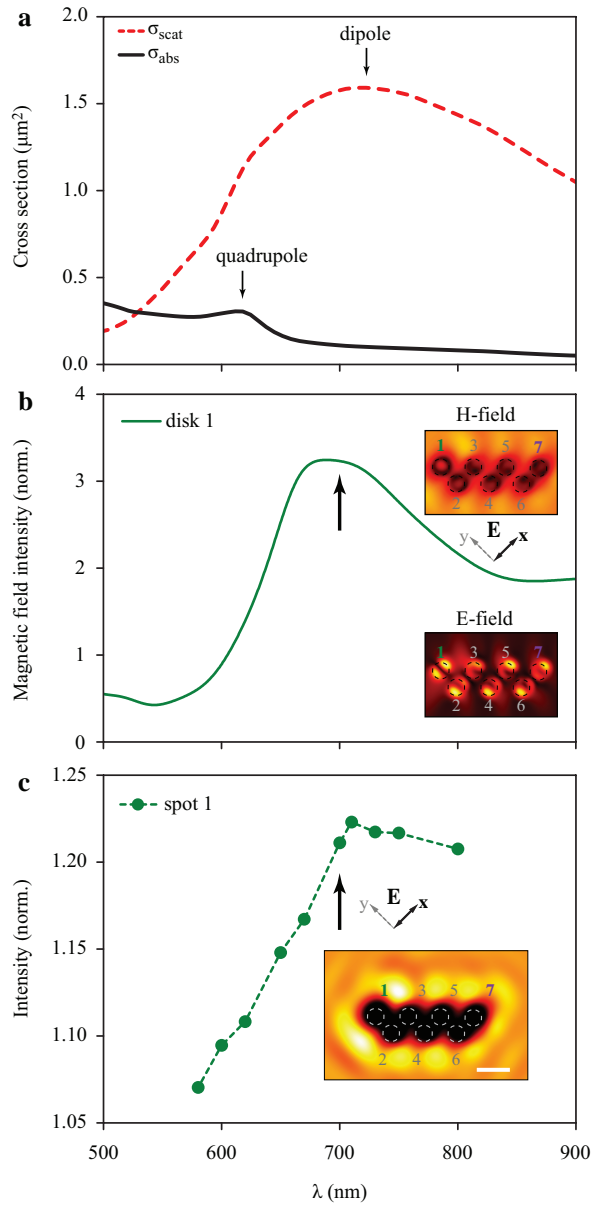 a
2.0
1.5
1.0
0.5
0.0
Cross section (μm²)
σscat
σabs
dipole
quadrupole
b
4
3
2
1
0
Magnetic field intensity (norm.)
disk 1
H-field
1 3 5 7
2 4 6
y E x
E-field
1 3 5 7
2 4 6
c
1.25
1.20
1.15
1.10
1.05
Intensity (norm.)
spot 1
y E x
1 3 5 7
2 4 6
500 600 700 800 900
λ (nm)